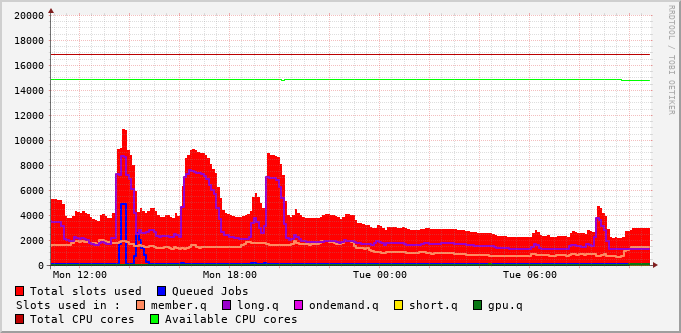 20000
18000
16000
14000
12000
10000
8000
6000
4000
2000
0
Mon 12:00 Mon 18:00 Tue 00:00 Tue 06:00
RRDTOOL / TOBI OETIKER
Total slots used Queued Jobs
Slots used in : member.q long.q ondemand.q short.q gpu.q
Total CPU cores Available CPU cores